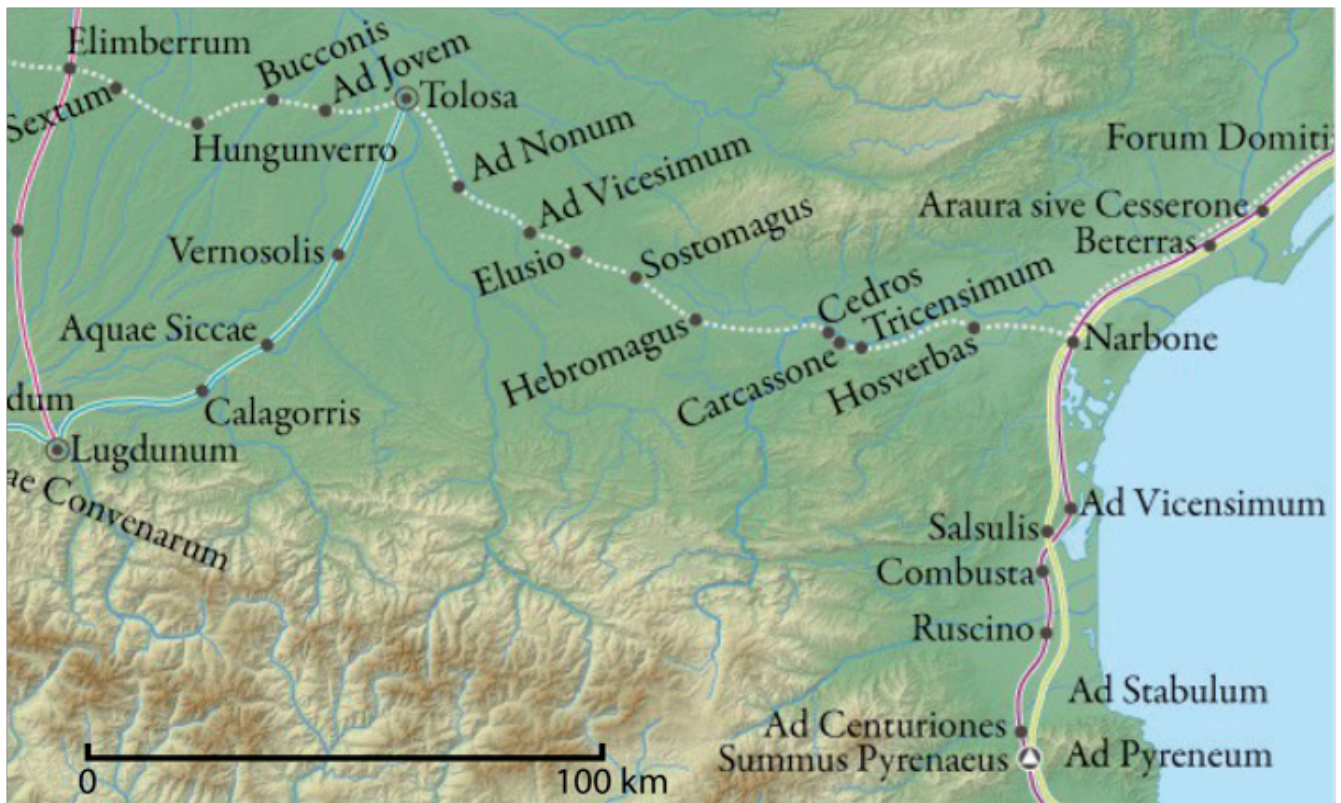 Elimberrum
Bucconis
Ad Jovem
Sextum
Hungunverro
Tolosa
Ad Nonum
Forum Domiti
Ad Vicesimum
Araura sive Cesserone
Beterras
Vernosolis
Elusio
Sostomagus
Cedros
Tricensimum
Aquae Siccae
Hebromagus
Carcassone
Hosverbas
Narbone
dum
Calagorris
Lugdunum
ae Convenarum
Ad Vicensimum
Salsulis
Combusta
Ruscino
Ad Stabulum
Ad Centuriones
Summus Pyrenaeus
Ad Pyreneum
0
100 km